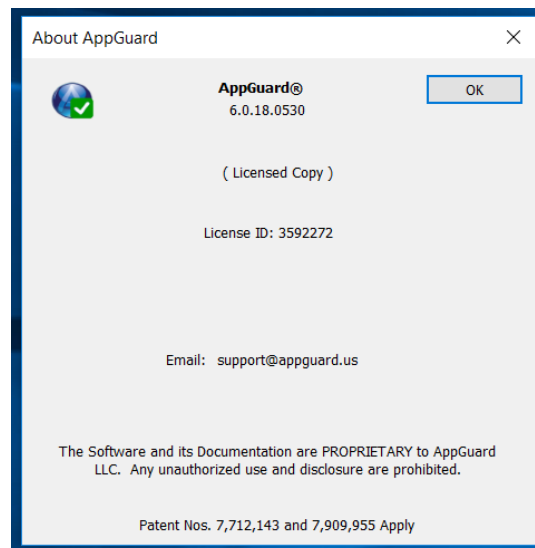 About AppGuard
AppGuard®
OK
6.0.18.0530
( Licensed Copy )
License ID: 3592272
Email: support@appguard.us
The Software and its Documentation are PROPRIETARY to AppGuard
LLC. Any unauthorized use and disclosure are prohibited.
Patent Nos. 7,712,143 and 7,909,955 Apply